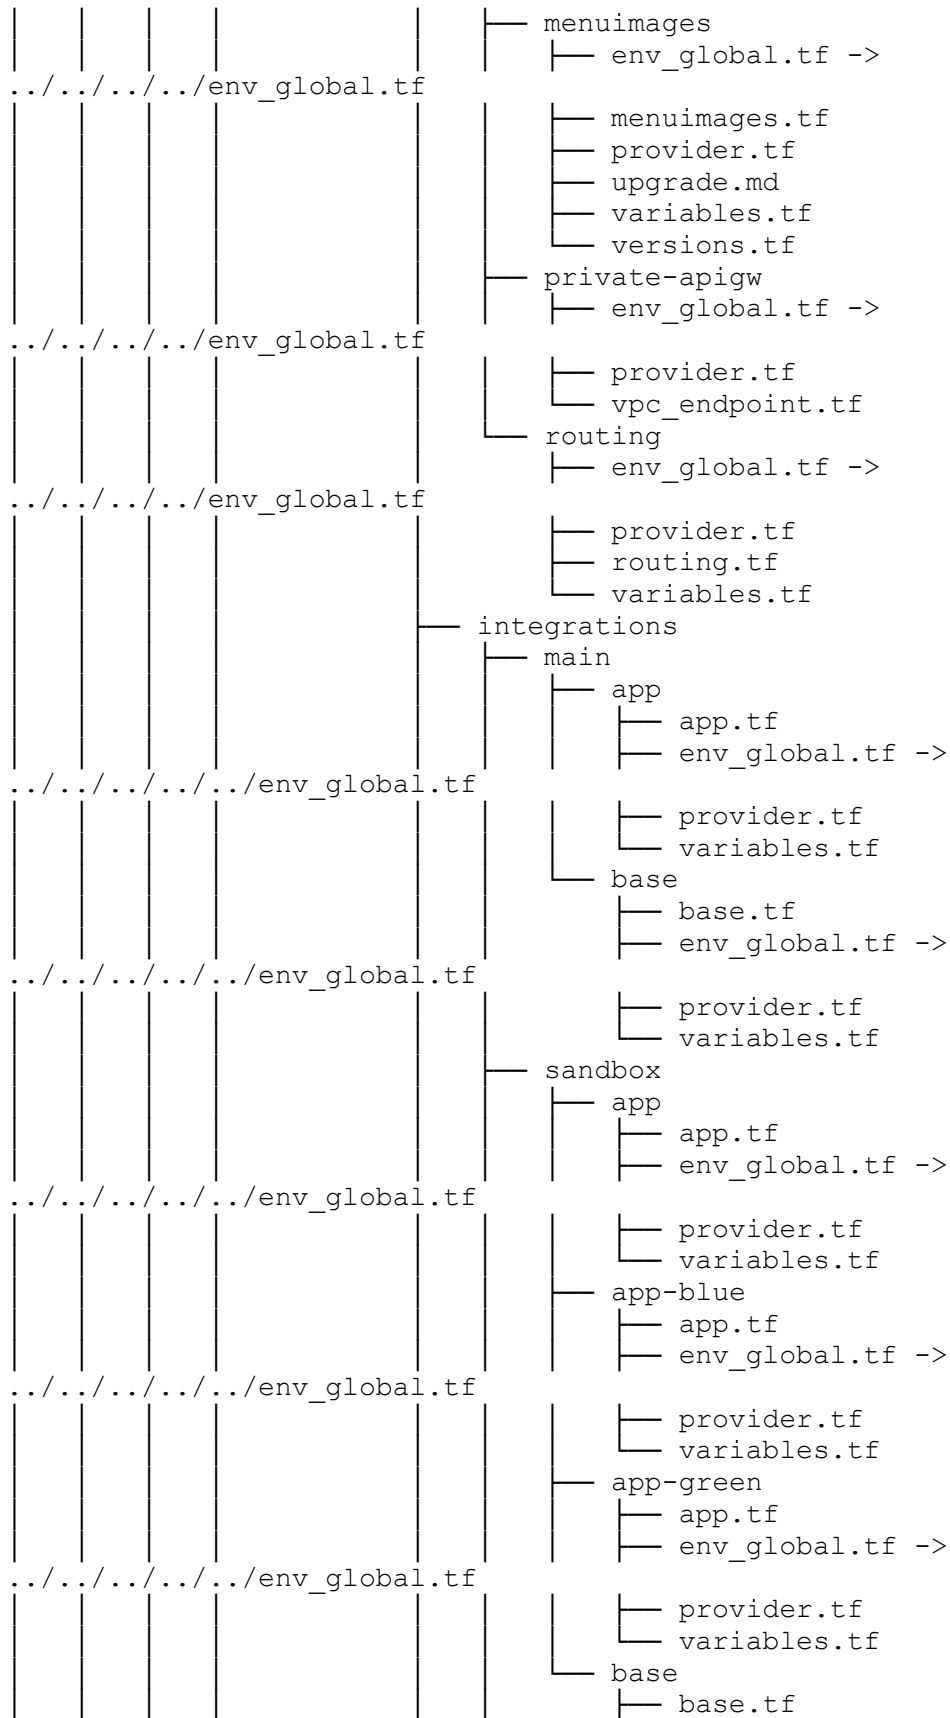 │   │   │   │           │   ├── menuimages
│   │   │   │           │   │   ├── env_global.tf ->
../../../../env_global.tf
│   │   │   │           │   │   ├── menuimages.tf
│   │   │   │           │   │   ├── provider.tf
│   │   │   │           │   │   ├── upgrade.md
│   │   │   │           │   │   ├── variables.tf
│   │   │   │           │   │   └── versions.tf
│   │   │   │           │   ├── private-apigw
│   │   │   │           │   │   ├── env_global.tf ->
../../../../env_global.tf
│   │   │   │           │   │   ├── provider.tf
│   │   │   │           │   │   └── vpc_endpoint.tf
│   │   │   │           │   └── routing
│   │   │   │           │       ├── env_global.tf ->
../../../../env_global.tf
│   │   │   │           │       ├── provider.tf
│   │   │   │           │       ├── routing.tf
│   │   │   │           │       └── variables.tf
│   │   │   │           ├── integrations
│   │   │   │           │   ├── main
│   │   │   │           │   │   ├── app
│   │   │   │           │   │   │   ├── app.tf
│   │   │   │           │   │   │   ├── env_global.tf ->
../../../../../env_global.tf
│   │   │   │           │   │   │   ├── provider.tf
│   │   │   │           │   │   │   └── variables.tf
│   │   │   │           │   │   └── base
│   │   │   │           │   │       ├── base.tf
│   │   │   │           │   │       ├── env_global.tf ->
../../../../../env_global.tf
│   │   │   │           │   │       ├── provider.tf
│   │   │   │           │   │       └── variables.tf
│   │   │   │           │   ├── sandbox
│   │   │   │           │   │   ├── app
│   │   │   │           │   │   │   ├── app.tf
│   │   │   │           │   │   │   ├── env_global.tf ->
../../../../../env_global.tf
│   │   │   │           │   │   │   ├── provider.tf
│   │   │   │           │   │   │   └── variables.tf
│   │   │   │           │   │   ├── app-blue
│   │   │   │           │   │   │   ├── app.tf
│   │   │   │           │   │   │   ├── env_global.tf ->
../../../../../env_global.tf
│   │   │   │           │   │   │   ├── provider.tf
│   │   │   │           │   │   │   └── variables.tf
│   │   │   │           │   │   ├── app-green
│   │   │   │           │   │   │   ├── app.tf
│   │   │   │           │   │   │   ├── env_global.tf ->
../../../../../env_global.tf
│   │   │   │           │   │   │   ├── provider.tf
│   │   │   │           │   │   │   └── variables.tf
│   │   │   │           │   │   └── base
│   │   │   │           │   │       ├── base.tf